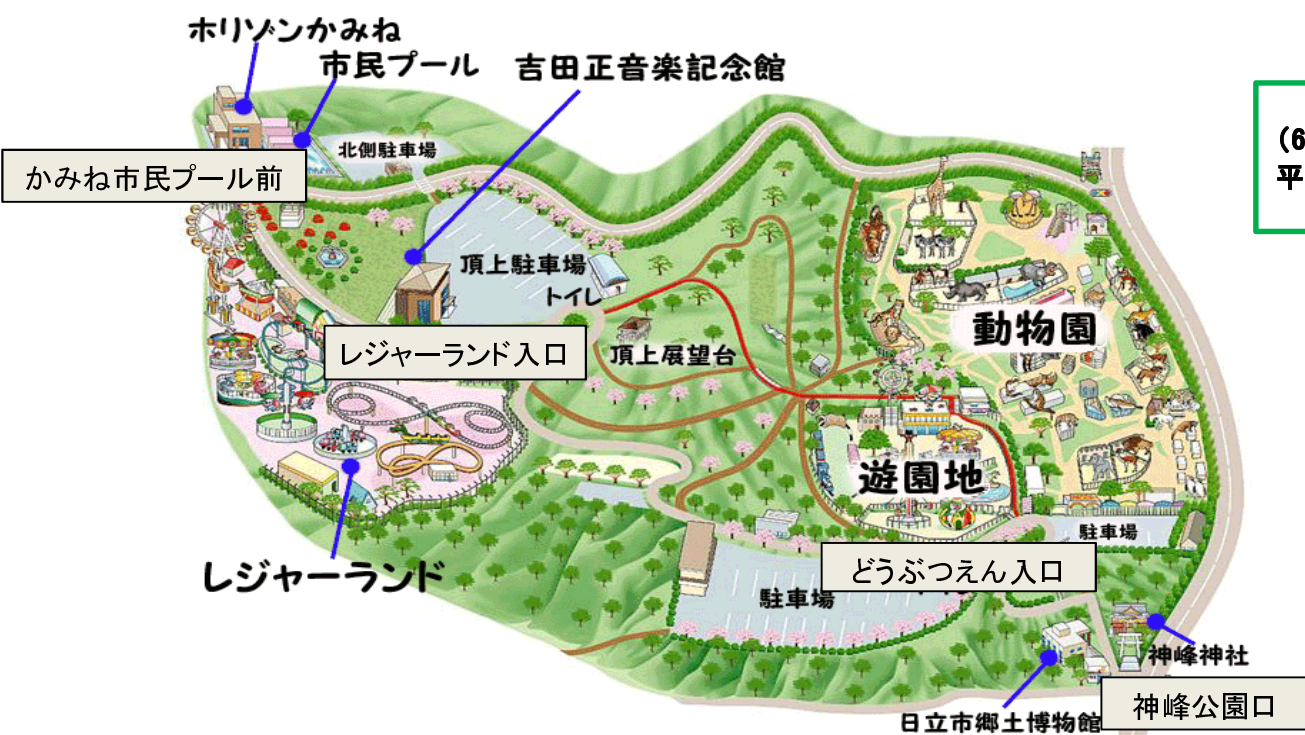 ホリゾンかみね
市民プール
吉田正音楽記念館
(6
平
北側駐車場
かみね市民プール前
頂上駐車場
トイレ
動物園
レジャーランド入口
頂上展望台
遊園地
駐車場
どうぶつえん入口
レジャーランド
駐車場
神峰神社
神峰公園口
日立市郷土博物館